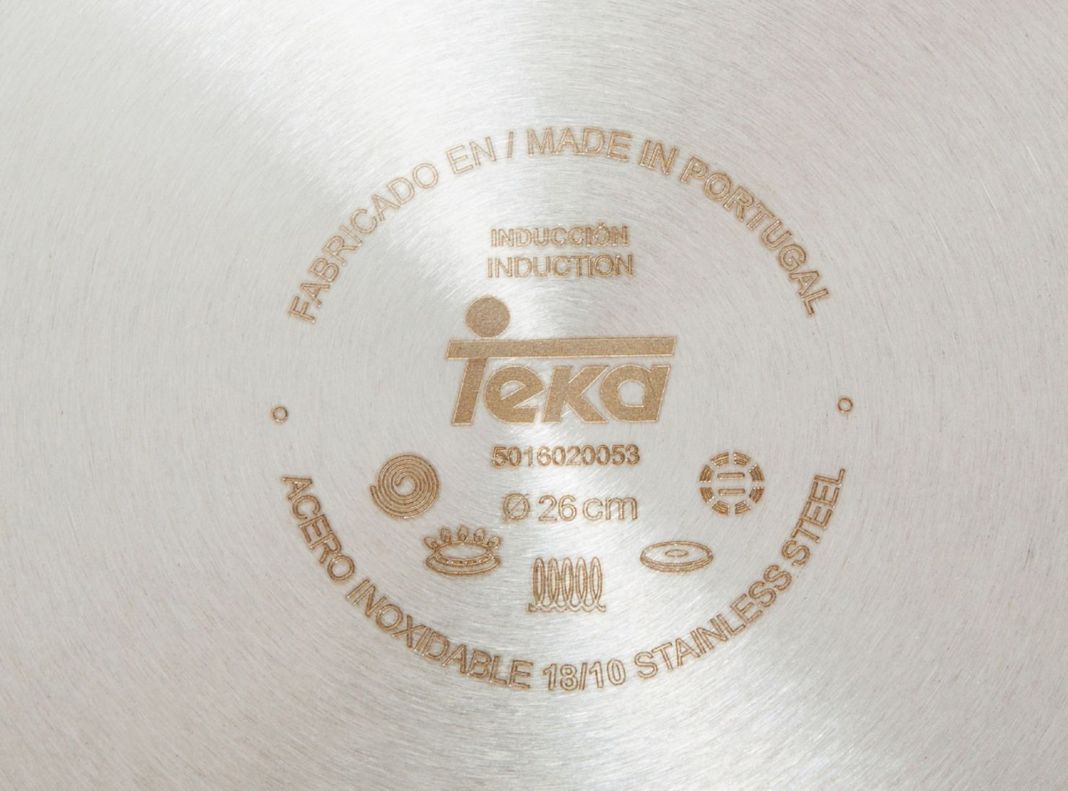 FABRICADO EN / MADE IN PORTUGAL
INDUCCIÓN
INDUCTION
Teka
5016020053
Ø 26 cm
ACERO INOXIDABLE 18/10 STAINLESS STEEL